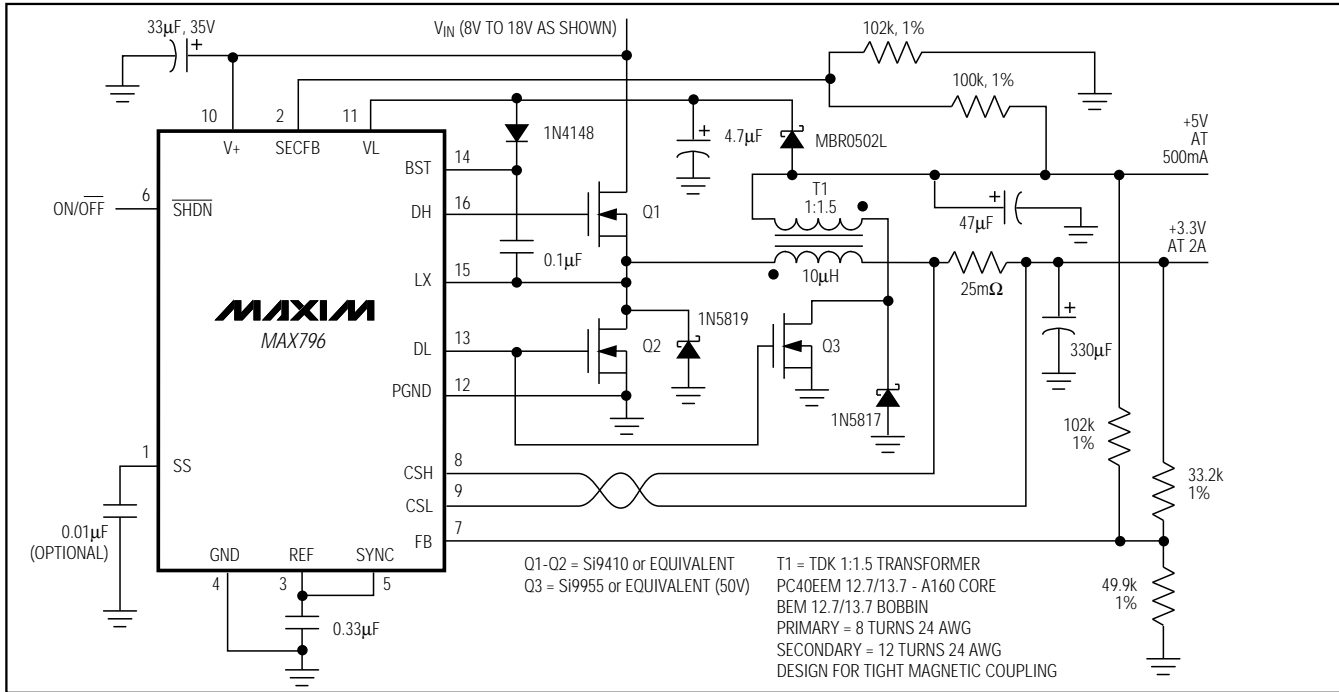 33µF, 35V
+
V_IN (8V TO 18V AS SHOWN)
102k, 1%
100k, 1%
10
2
11
V+
SECFB
VL
1N4148
+
4.7µF
MBR0502L
+5V
AT
500mA
BST
14
6
ON/OFF
SHDN
DH
16
Q1
T1
1:1.5
+
47µF
+3.3V
AT 2A
0.1µF
LX
15
10µH
25mΩ
MAXIM
MAX796
1N5819
DL
13
Q2
Q3
+
330µF
PGND
12
1N5817
102k
1%
1
SS
CSH
8
33.2k
1%
CSL
9
0.01µF
(OPTIONAL)
FB
7
GND
REF
SYNC
4
3
5
0.33µF
Q1-Q2 = Si9410 or EQUIVALENT
Q3 = Si9955 or EQUIVALENT (50V)
T1 = TDK 1:1.5 TRANSFORMER
PC40EEM 12.7/13.7 - A160 CORE
BEM 12.7/13.7 BOBBIN
PRIMARY = 8 TURNS 24 AWG
SECONDARY = 12 TURNS 24 AWG
DESIGN FOR TIGHT MAGNETIC COUPLING
49.9k
1%